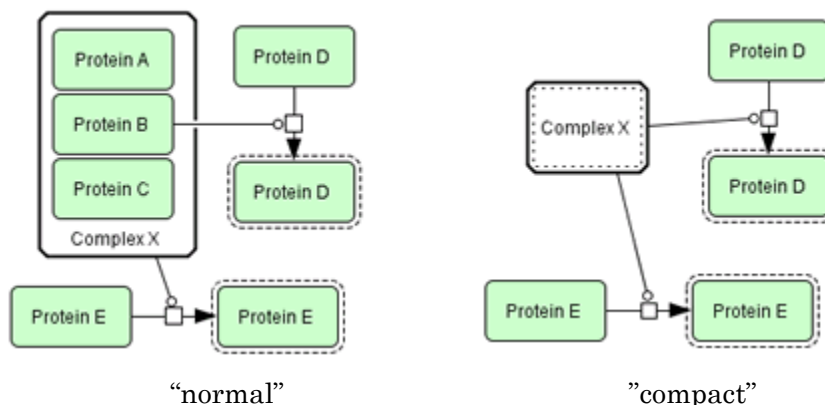 Protein A
Protein B
Protein C
Complex X
Protein D
Protein D
Protein E
Protein E
“normal”
Protein D
Complex X
Protein D
Protein E
Protein E
”compact”